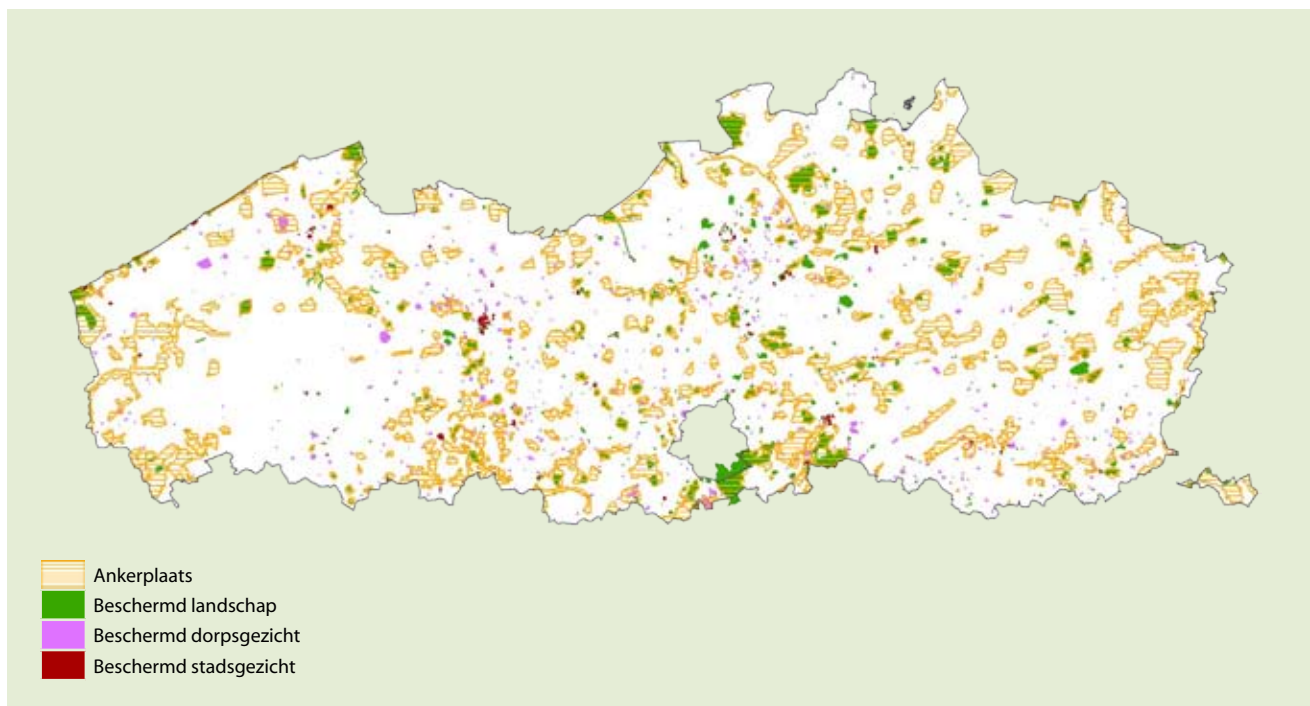 Ankerplaats
Beschermd landschap
Beschermd dorpsgezicht
Beschermd stadsgezicht